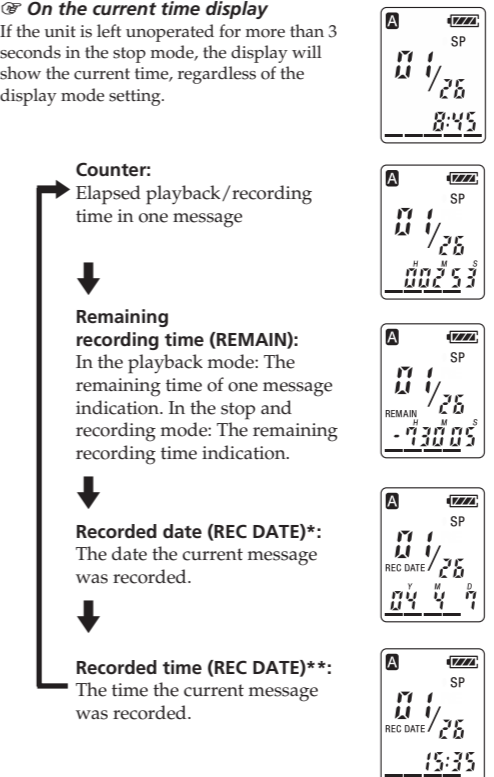 ☞ On the current time display
If the unit is left unoperated for more than 3
seconds in the stop mode, the display will
show the current time, regardless of the
display mode setting.
A
SP
01/26
8:45
Counter:
Elapsed playback/recording
time in one message
A
SP
01/26
H M S
00253
Remaining
recording time (REMAIN):
In the playback mode: The
remaining time of one message
indication. In the stop and
recording mode: The remaining
recording time indication.
A
SP
01/26
REMAIN H M S
-73005
Recorded date (REC DATE)*:
The date the current message
was recorded.
A
SP
01/26
REC DATE
Y M D
04 4 7
Recorded time (REC DATE)**:
The time the current message
was recorded.
A
SP
01/26
REC DATE
15:35